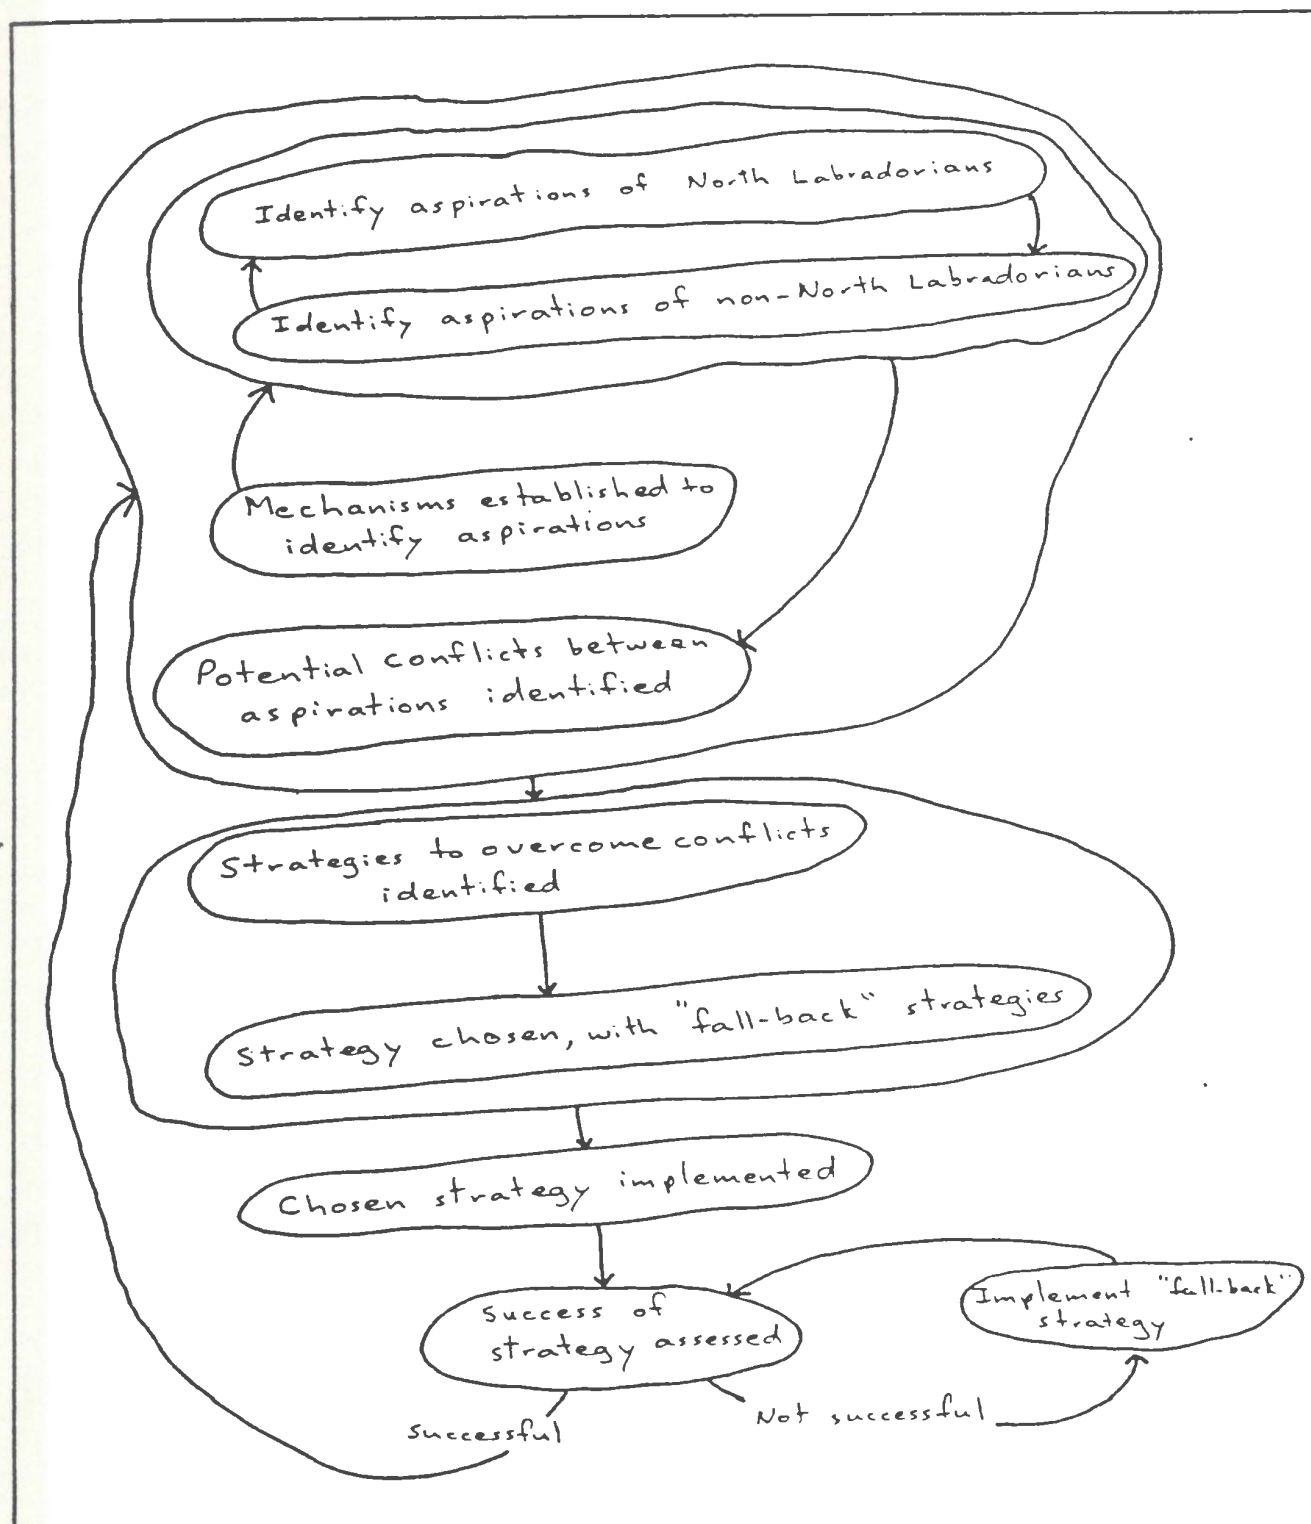 Identify aspirations of North Labradorians
Identify aspirations of non-North Labradorians
Mechanisms established to
identify aspirations
Potential conflicts between
aspirations identified
Strategies to overcome conflicts
identified
Strategy chosen, with "fall-back" strategies
Chosen strategy implemented
Success of
strategy assessed
Implement "fall-back"
strategy
Not successful
successful